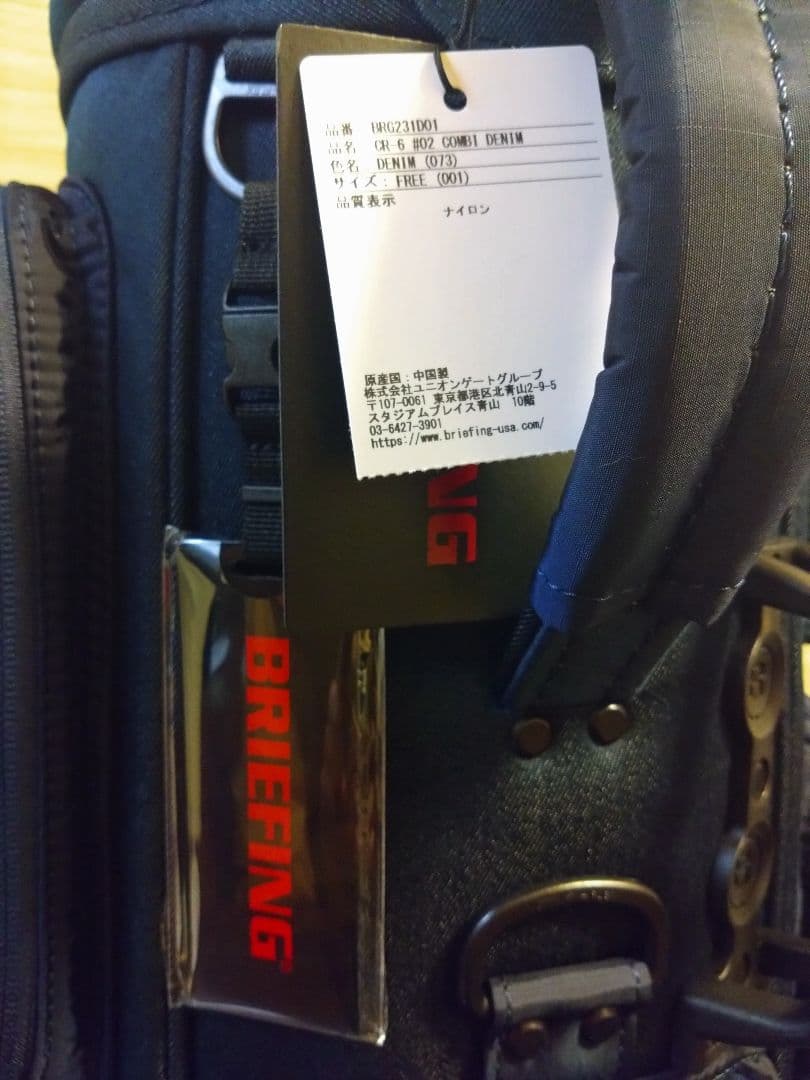 品番 BRG231D01
品名 CR-6 #02 COMBI DENIM
色名 DENIM (073)
サイズ: FREE (001)
品質表示
ナイロン
原産国：中国製
株式会社ユニオンゲートグループ
〒107-0061 東京都港区北青山2-9-5
スタジアムプレイス青山 10階
03-6427-3901
https://www.briefing-usa.com/
NG
BRIEFING